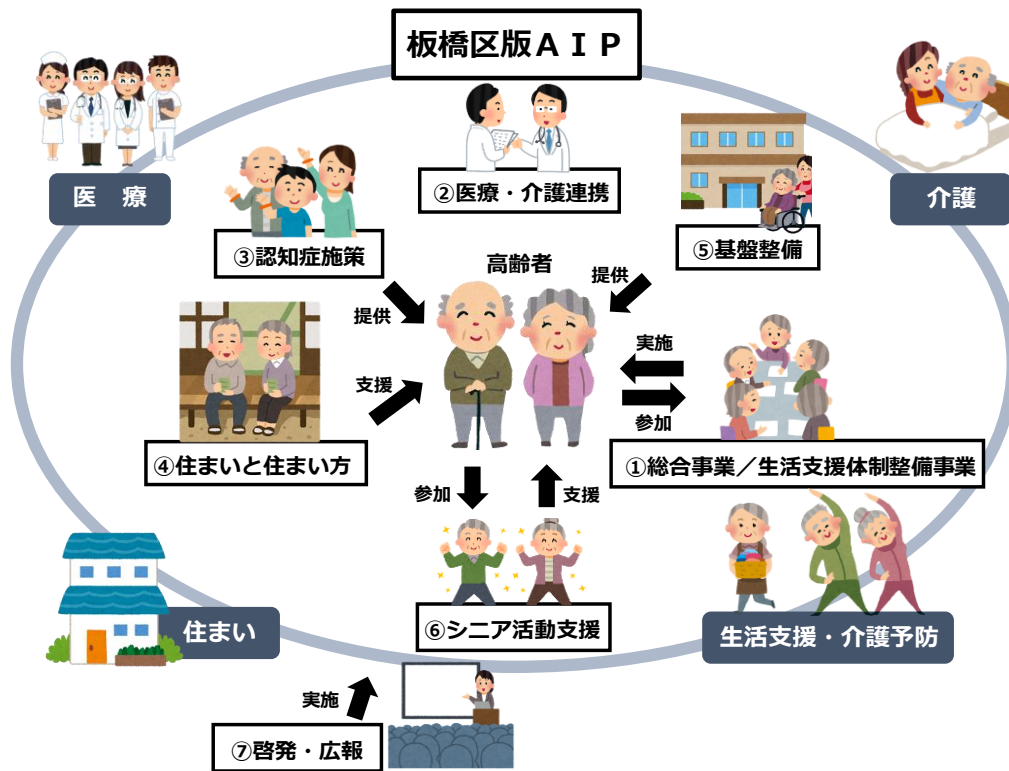 板橋区版ＡＩＰ
医　療
介護
②医療・介護連携
③認知症施策
⑤基盤整備
高齢者
提供
提供
実施
支援
参加
④住まいと住まい方
①総合事業／生活支援体制整備事業
参加
支援
⑥シニア活動支援
住まい
生活支援・介護予防
実施
⑦啓発・広報